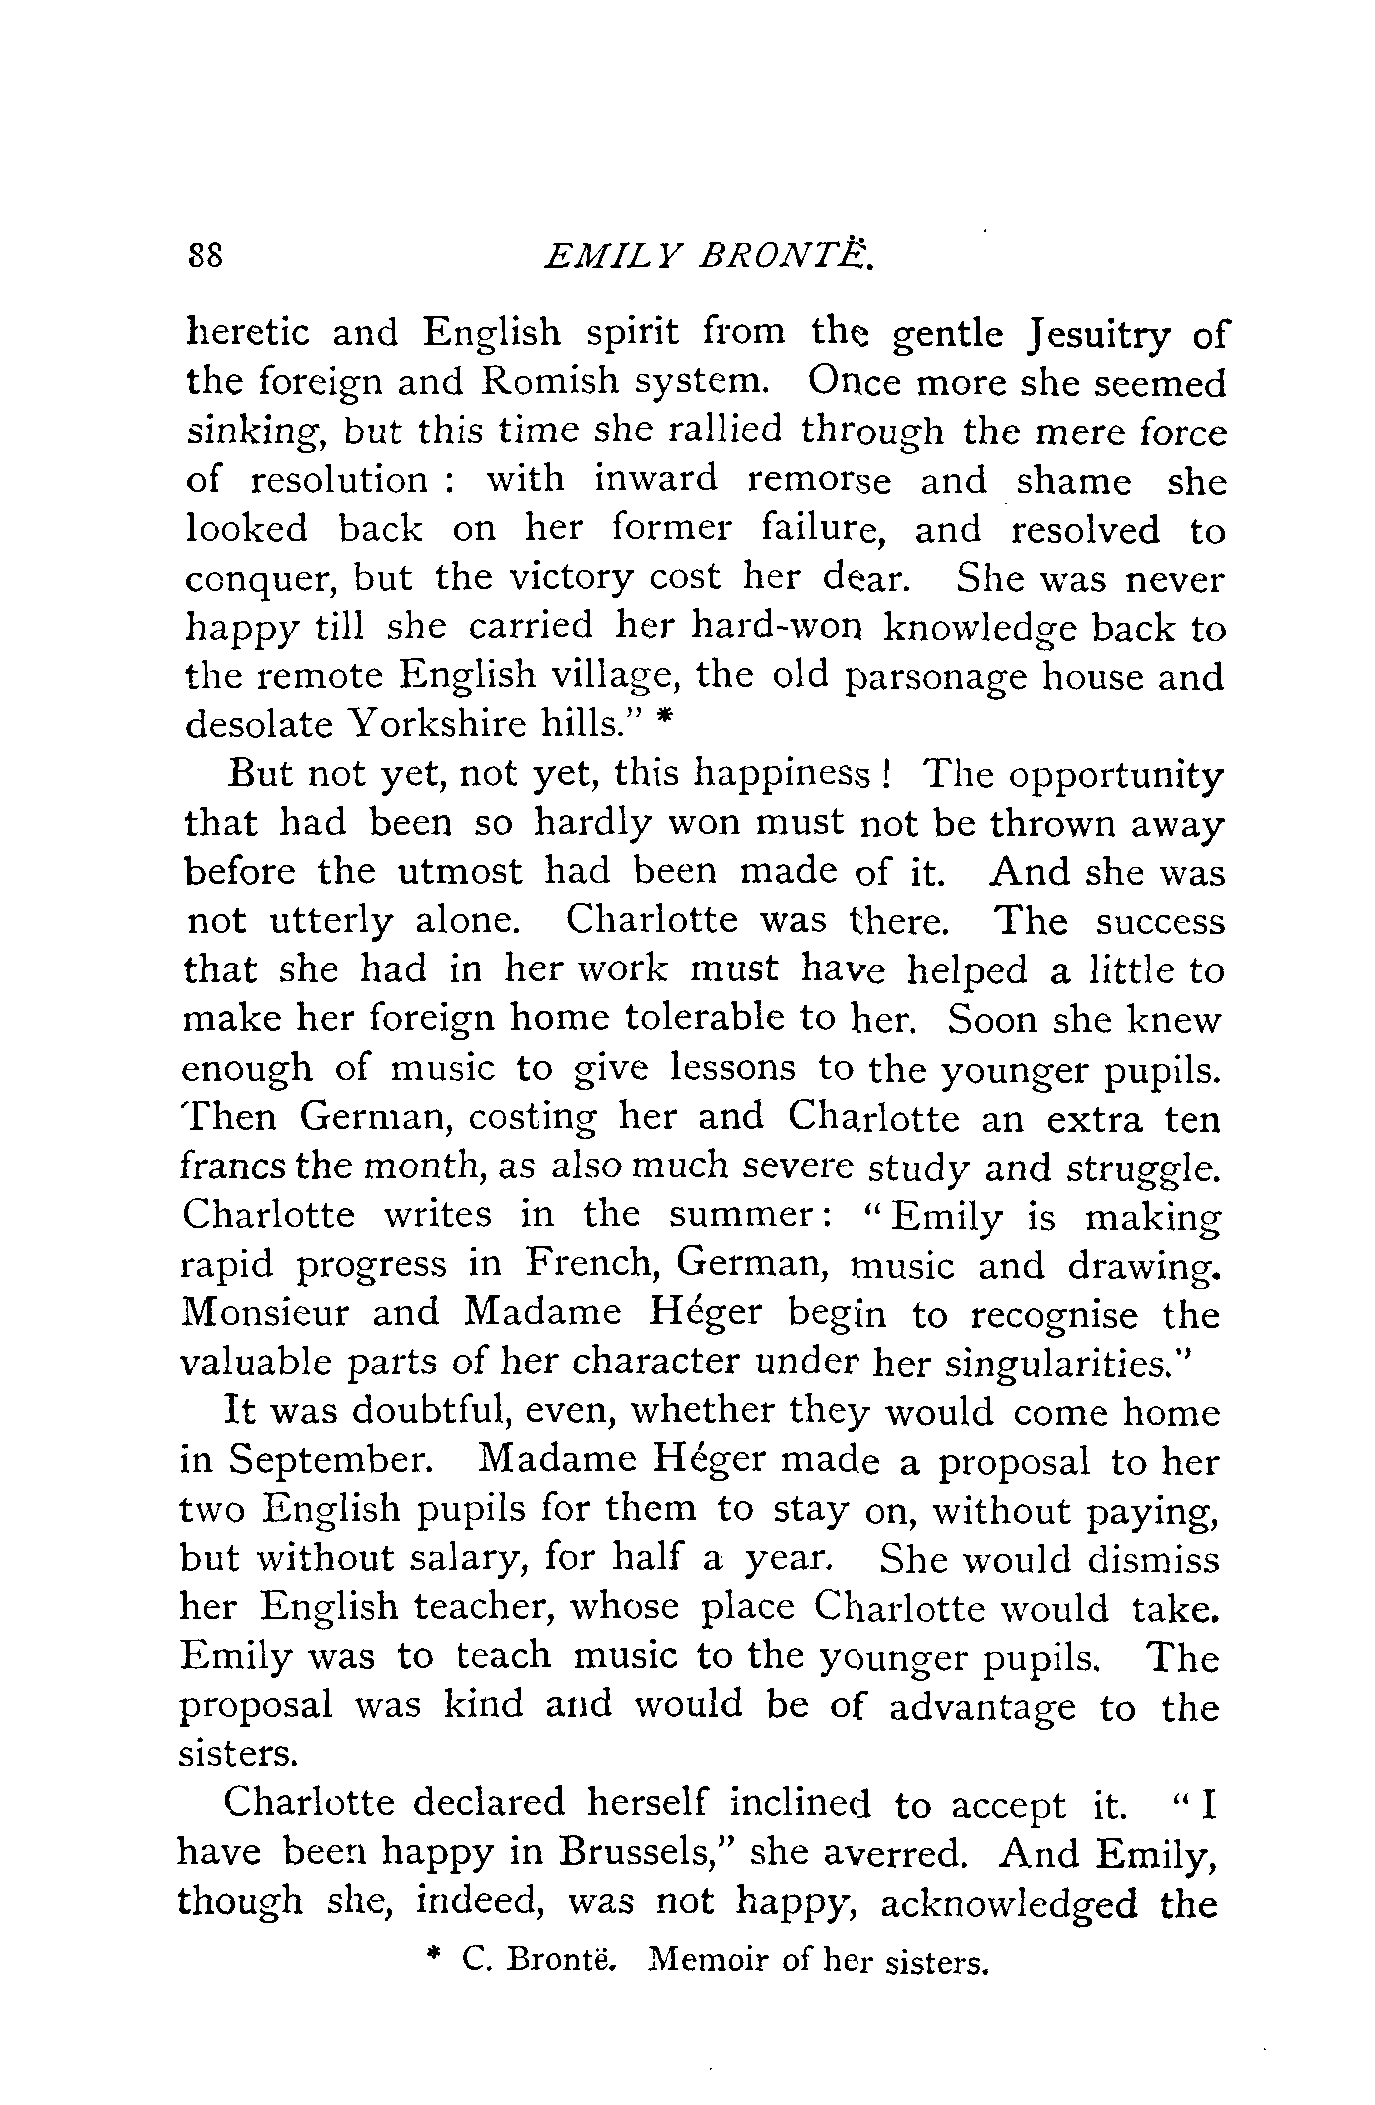 88 EMILY BRONTË.
heretic and English spirit from the gentle Jesuitry of
the foreign and Romish system. Once more she seemed
sinking, but this time she rallied through the mere force
of resolution : with inward remorse and shame she
looked back on her former failure, and resolved to
conquer, but the victory cost her dear. She was never
happy till she carried her hard-won knowledge back to
the remote English village, the old parsonage house and
desolate Yorkshire hills." *
But not yet, not yet, this happiness ! The opportunity
that had been so hardly won must not be thrown away
before the utmost had been made of it. And she was
not utterly alone. Charlotte was there. The success
that she had in her work must have helped a little to
make her foreign home tolerable to her. Soon she knew
enough of music to give lessons to the younger pupils.
Then German, costing her and Charlotte an extra ten
francs the month, as also much severe study and struggle.
Charlotte writes in the summer : " Emily is making
rapid progress in French, German, music and drawing.
Monsieur and Madame Héger begin to recognise the
valuable parts of her character under her singularities."
It was doubtful, even, whether they would come home
in September. Madame Héger made a proposal to her
two English pupils for them to stay on, without paying,
but without salary, for half a year. She would dismiss
her English teacher, whose place Charlotte would take.
Emily was to teach music to the younger pupils. The
proposal was kind and would be of advantage to the
sisters.
Charlotte declared herself inclined to accept it. " I
have been happy in Brussels," she averred. And Emily,
though she, indeed, was not happy, acknowledged the
* C. Brontë. Memoir of her sisters.